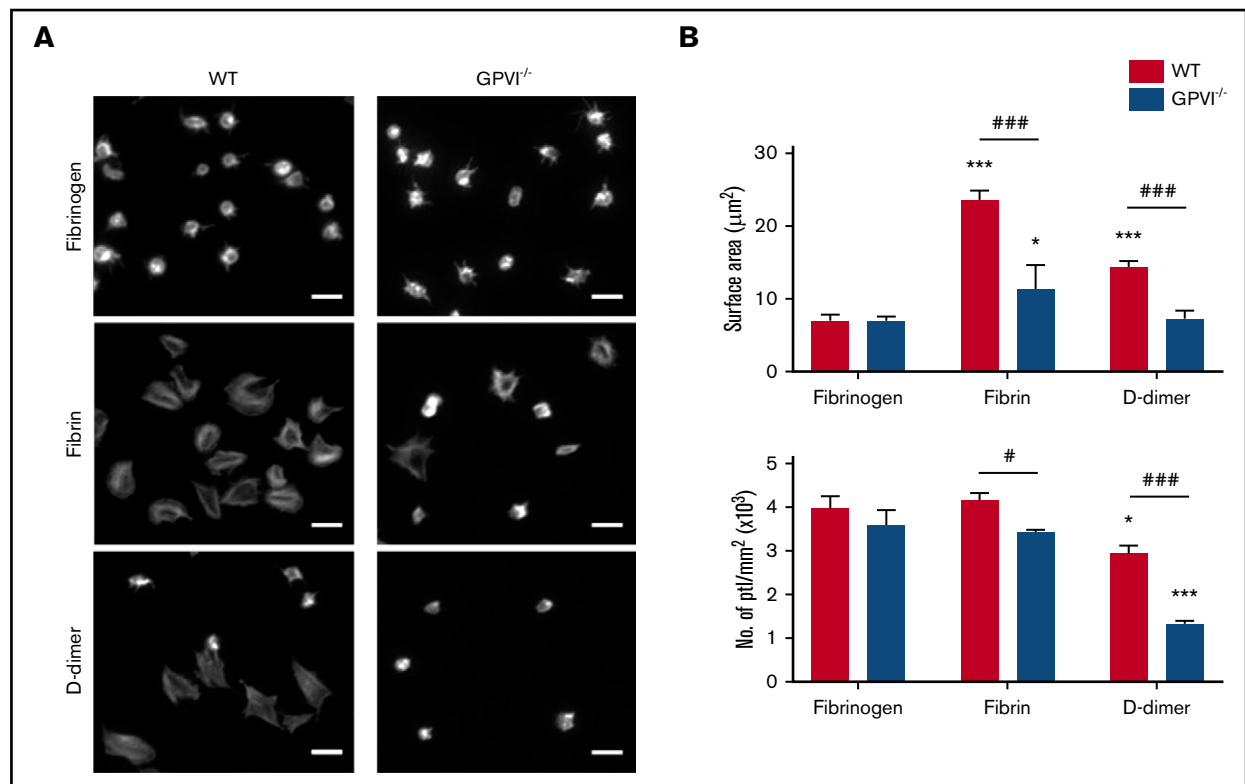 A
WT
GPVI-/-
Fibrinogen
Fibrin
D-dimer
B
WT
GPVI-/-
###
###
***
***
*
30
20
10
0
Surface area (μm2)
Fibrinogen
Fibrin
D-dimer
#
###
*
***
5
4
3
2
1
0
No. of ptl/mm2 (x103)
Fibrinogen
Fibrin
D-dimer